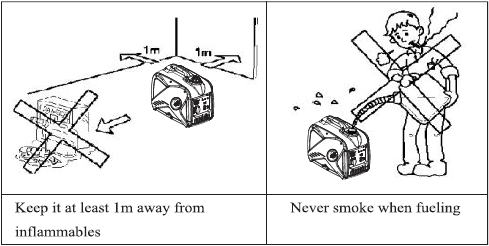 1m 1m
Keep it at least 1m away from
inflammables
Never smoke when fueling